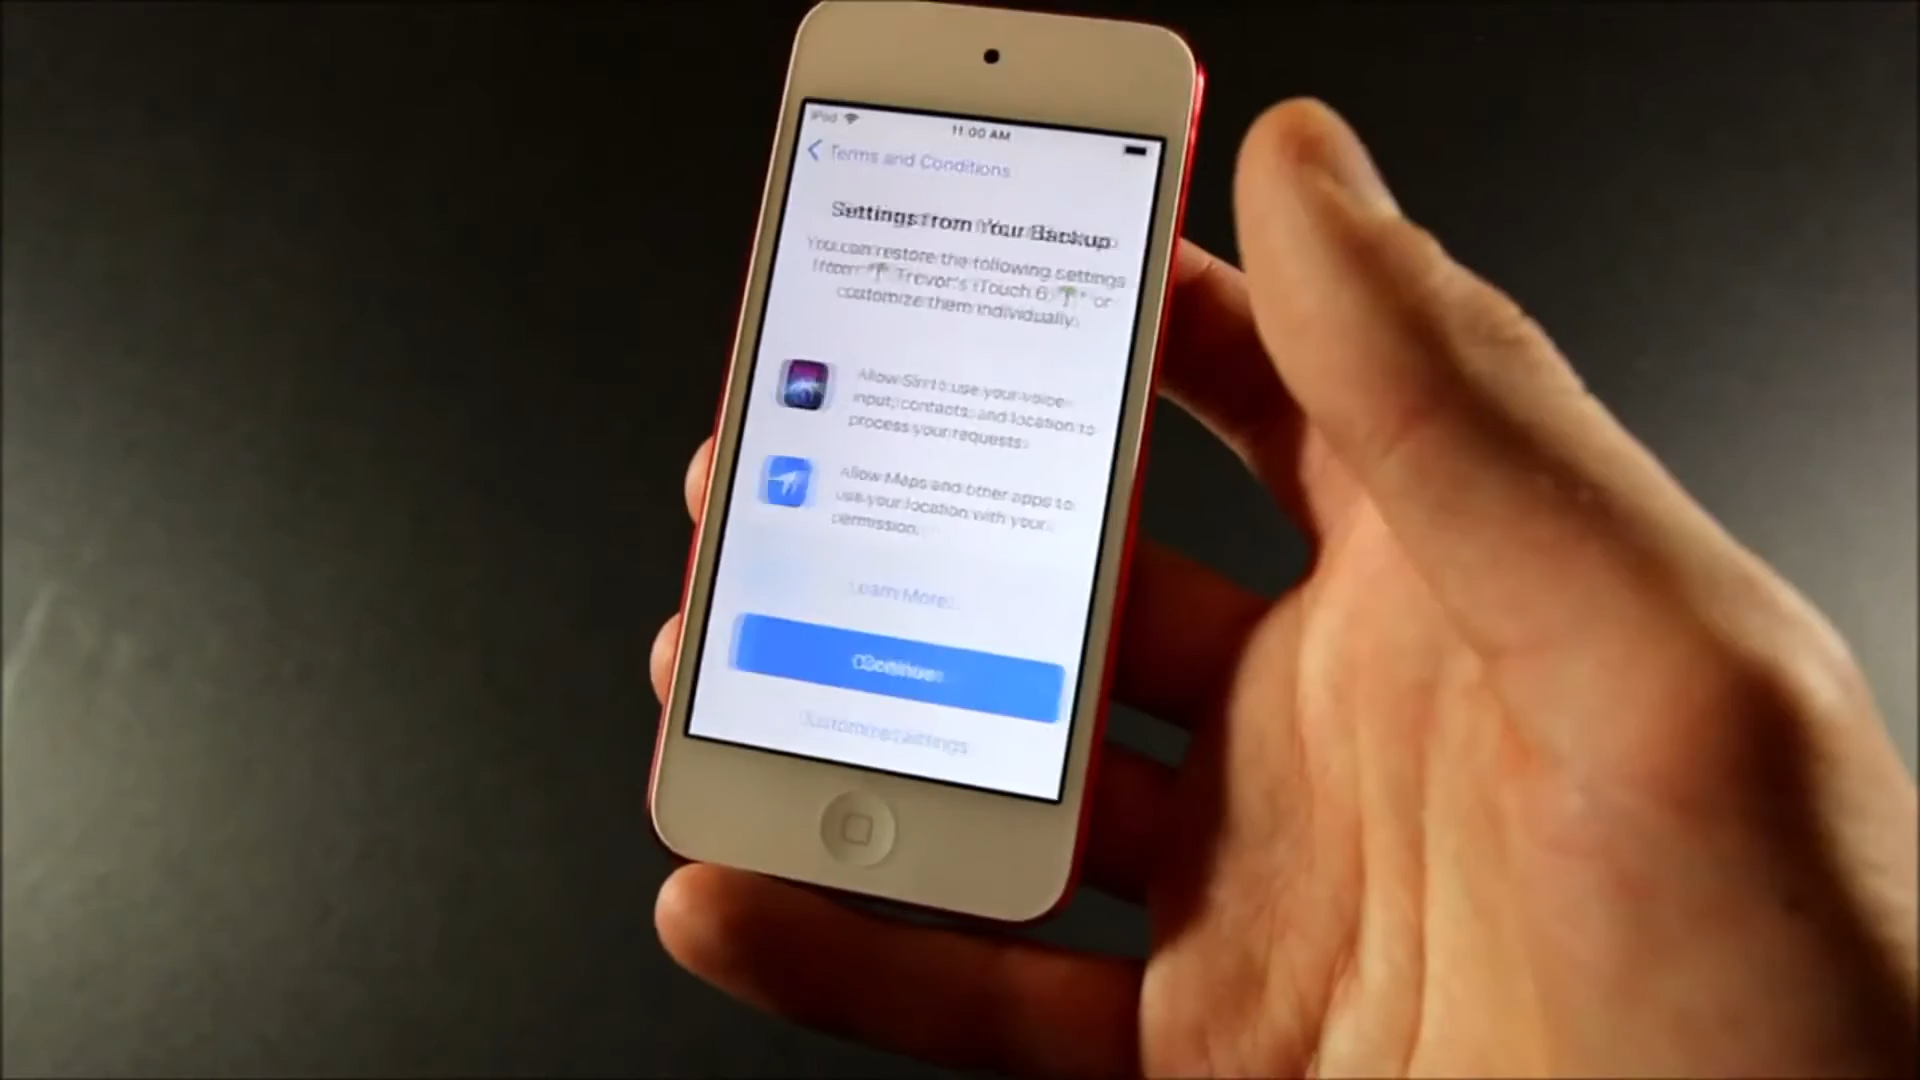 iPod
11:00 AM
Terms and Conditions
Settings from Your Backup
You can restore the following settings
from "🌴 Trevor's iTouch 6 🌴" or
customize them individually.
Allow Siri to use your voice
input, contacts, and location to
process your requests.
Allow Maps and other apps to
use your location with your
permission.
Learn More...
Continue
Customize Settings